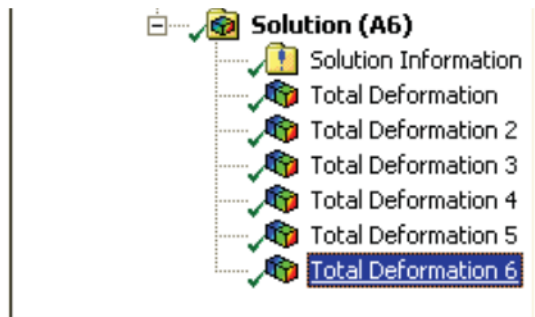 Solution (A6)
Solution Information
Total Deformation
Total Deformation 2
Total Deformation 3
Total Deformation 4
Total Deformation 5
Total Deformation 6